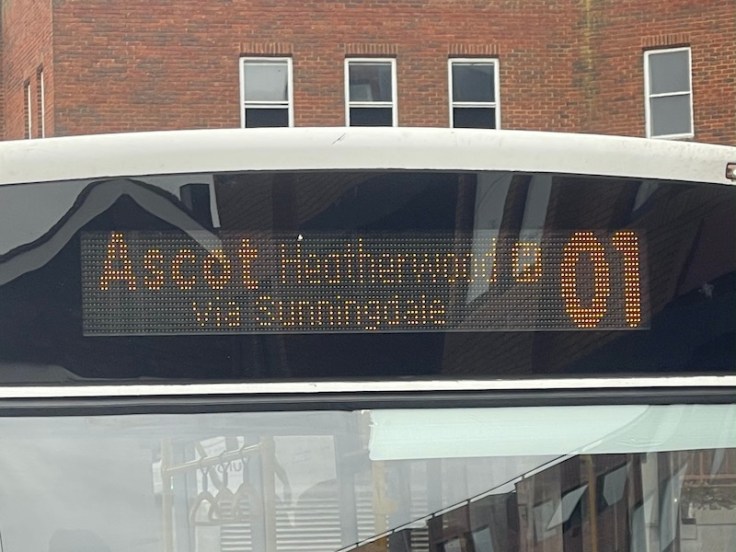 Ascot Heatherwood H 01
via Sunningdale